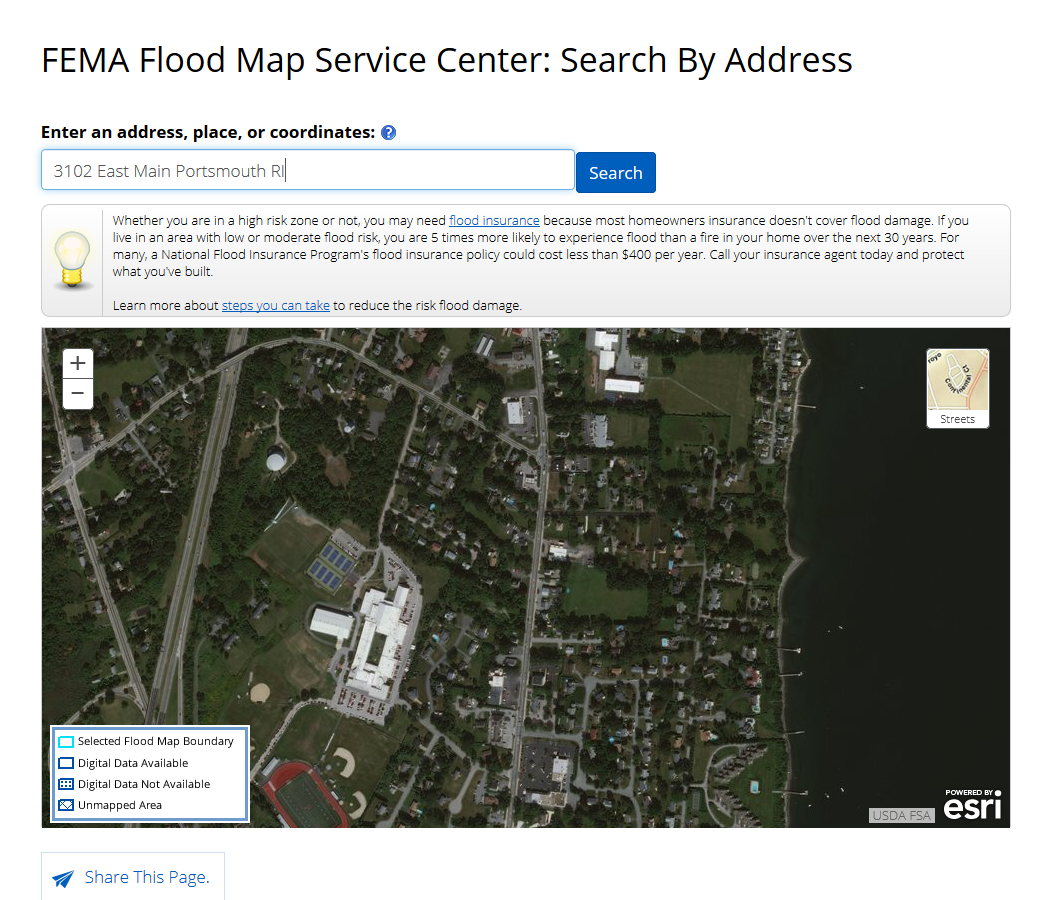 FEMA Flood Map Service Center: Search By Address
Enter an address, place, or coordinates: ?
3102 East Main Portsmouth RI
Search
Whether you are in a high risk zone or not, you may need flood insurance because most homeowners insurance doesn't cover flood damage. If you
live in an area with low or moderate flood risk, you are 5 times more likely to experience flood than a fire in your home over the next 30 years. For
many, a National Flood Insurance Program's flood insurance policy could cost less than $400 per year. Call your insurance agent today and protect
what you've built.
Learn more about steps you can take to reduce the risk flood damage.
+
−
royo
Continental Ct
Streets
Selected Flood Map Boundary
Digital Data Available
Digital Data Not Available
Unmapped Area
USDA FSA
POWERED BY
esri
Share This Page.